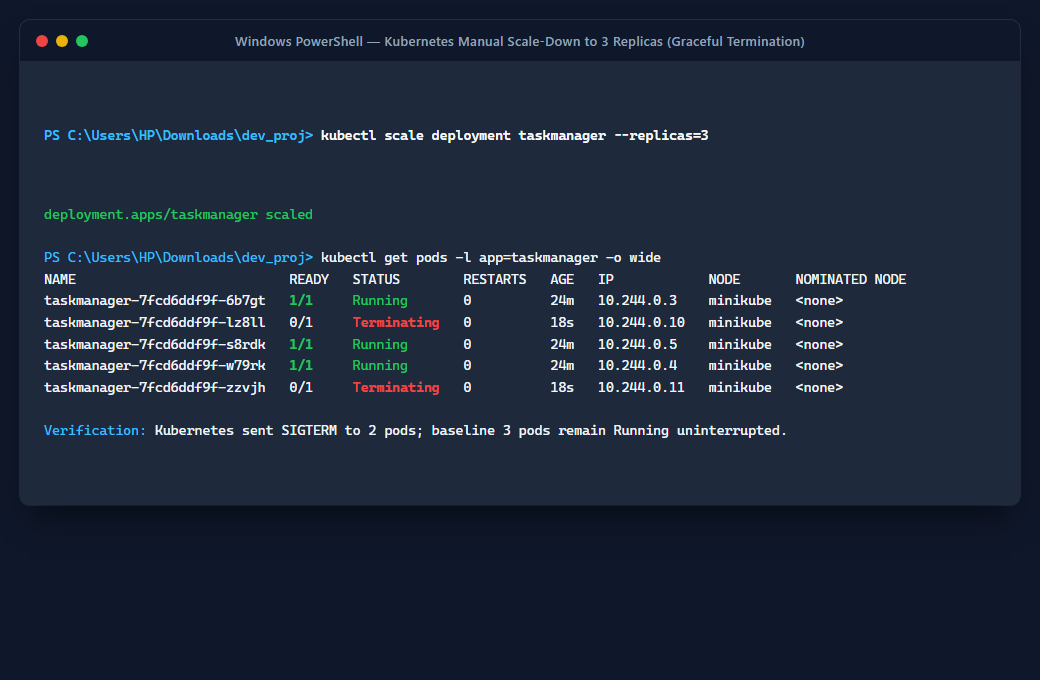 Windows PowerShell — Kubernetes Manual Scale-Down to 3 Replicas (Graceful Termination)
PS C:\Users\HP\Downloads\dev_proj> kubectl scale deployment taskmanager --replicas=3
deployment.apps/taskmanager scaled
PS C:\Users\HP\Downloads\dev_proj> kubectl get pods -l app=taskmanager -o wide
NAME READY STATUS RESTARTS AGE IP NODE NOMINATED NODE
taskmanager-7fcd6ddf9f-6b7gt 1/1 Running 0 24m 10.244.0.3 minikube <none>
taskmanager-7fcd6ddf9f-lz8ll 0/1 Terminating 0 18s 10.244.0.10 minikube <none>
taskmanager-7fcd6ddf9f-s8rdk 1/1 Running 0 24m 10.244.0.5 minikube <none>
taskmanager-7fcd6ddf9f-w79rk 1/1 Running 0 24m 10.244.0.4 minikube <none>
taskmanager-7fcd6ddf9f-zzvjh 0/1 Terminating 0 18s 10.244.0.11 minikube <none>
Verification: Kubernetes sent SIGTERM to 2 pods; baseline 3 pods remain Running uninterrupted.